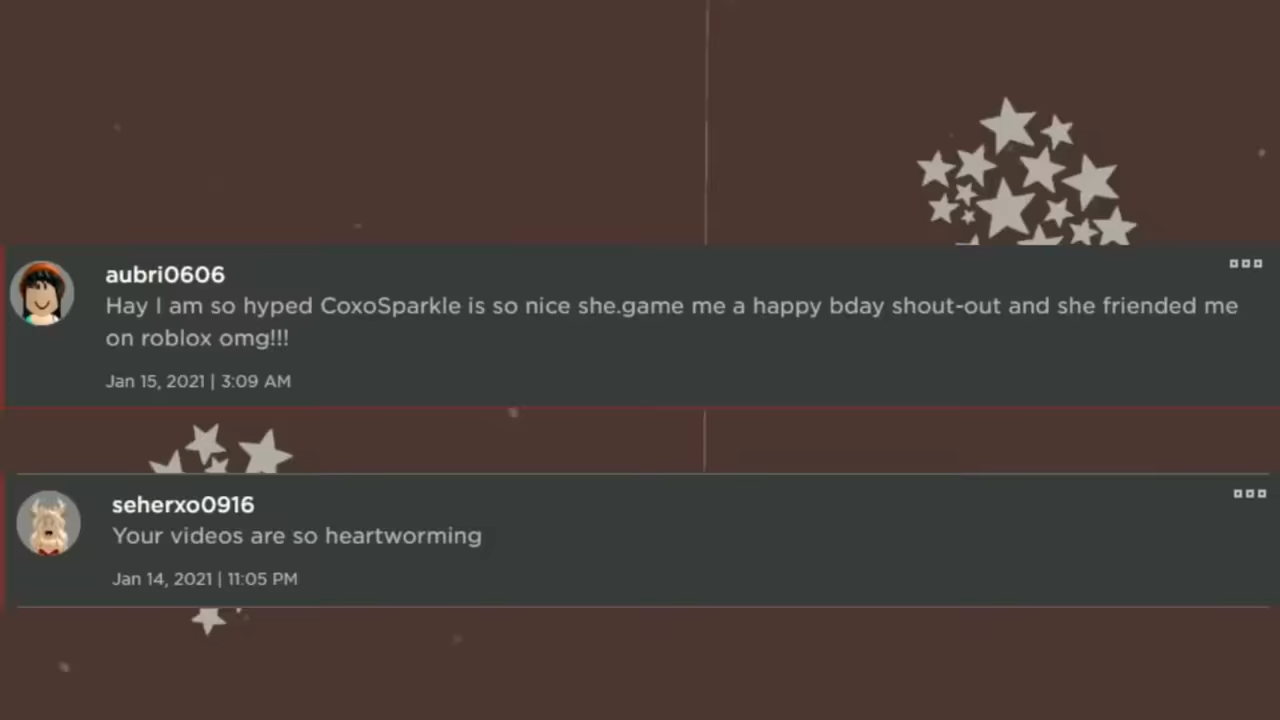 aubri0606
Hay I am so hyped CoxoSparkle is so nice she.game me a happy bday shout-out and she friended me
on roblox omg!!!
Jan 15, 2021 | 3:09 AM
seherxo0916
Your videos are so heartworming
Jan 14, 2021 | 11:05 PM